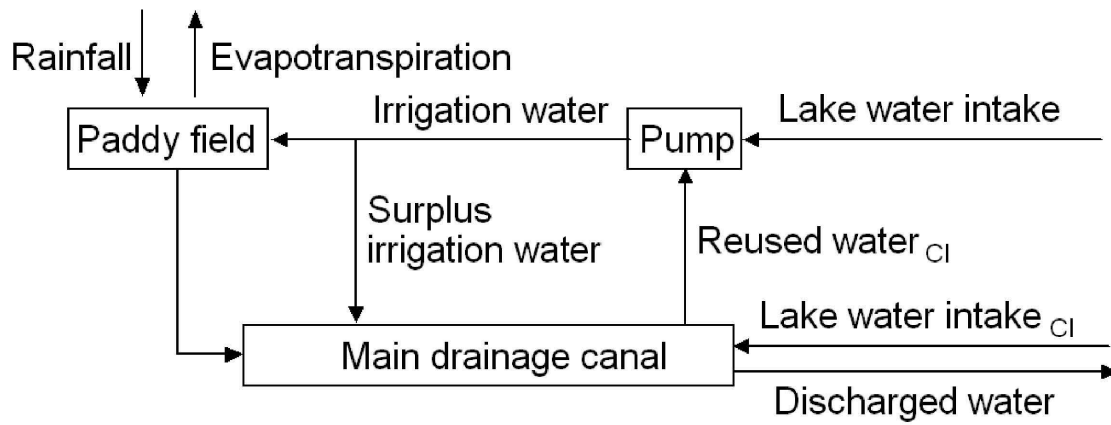 Rainfall
Evapotranspiration
Irrigation water
Lake water intake
Paddy field
Pump
Surplus
irrigation water
Reused water CI
Lake water intake CI
Main drainage canal
Discharged water